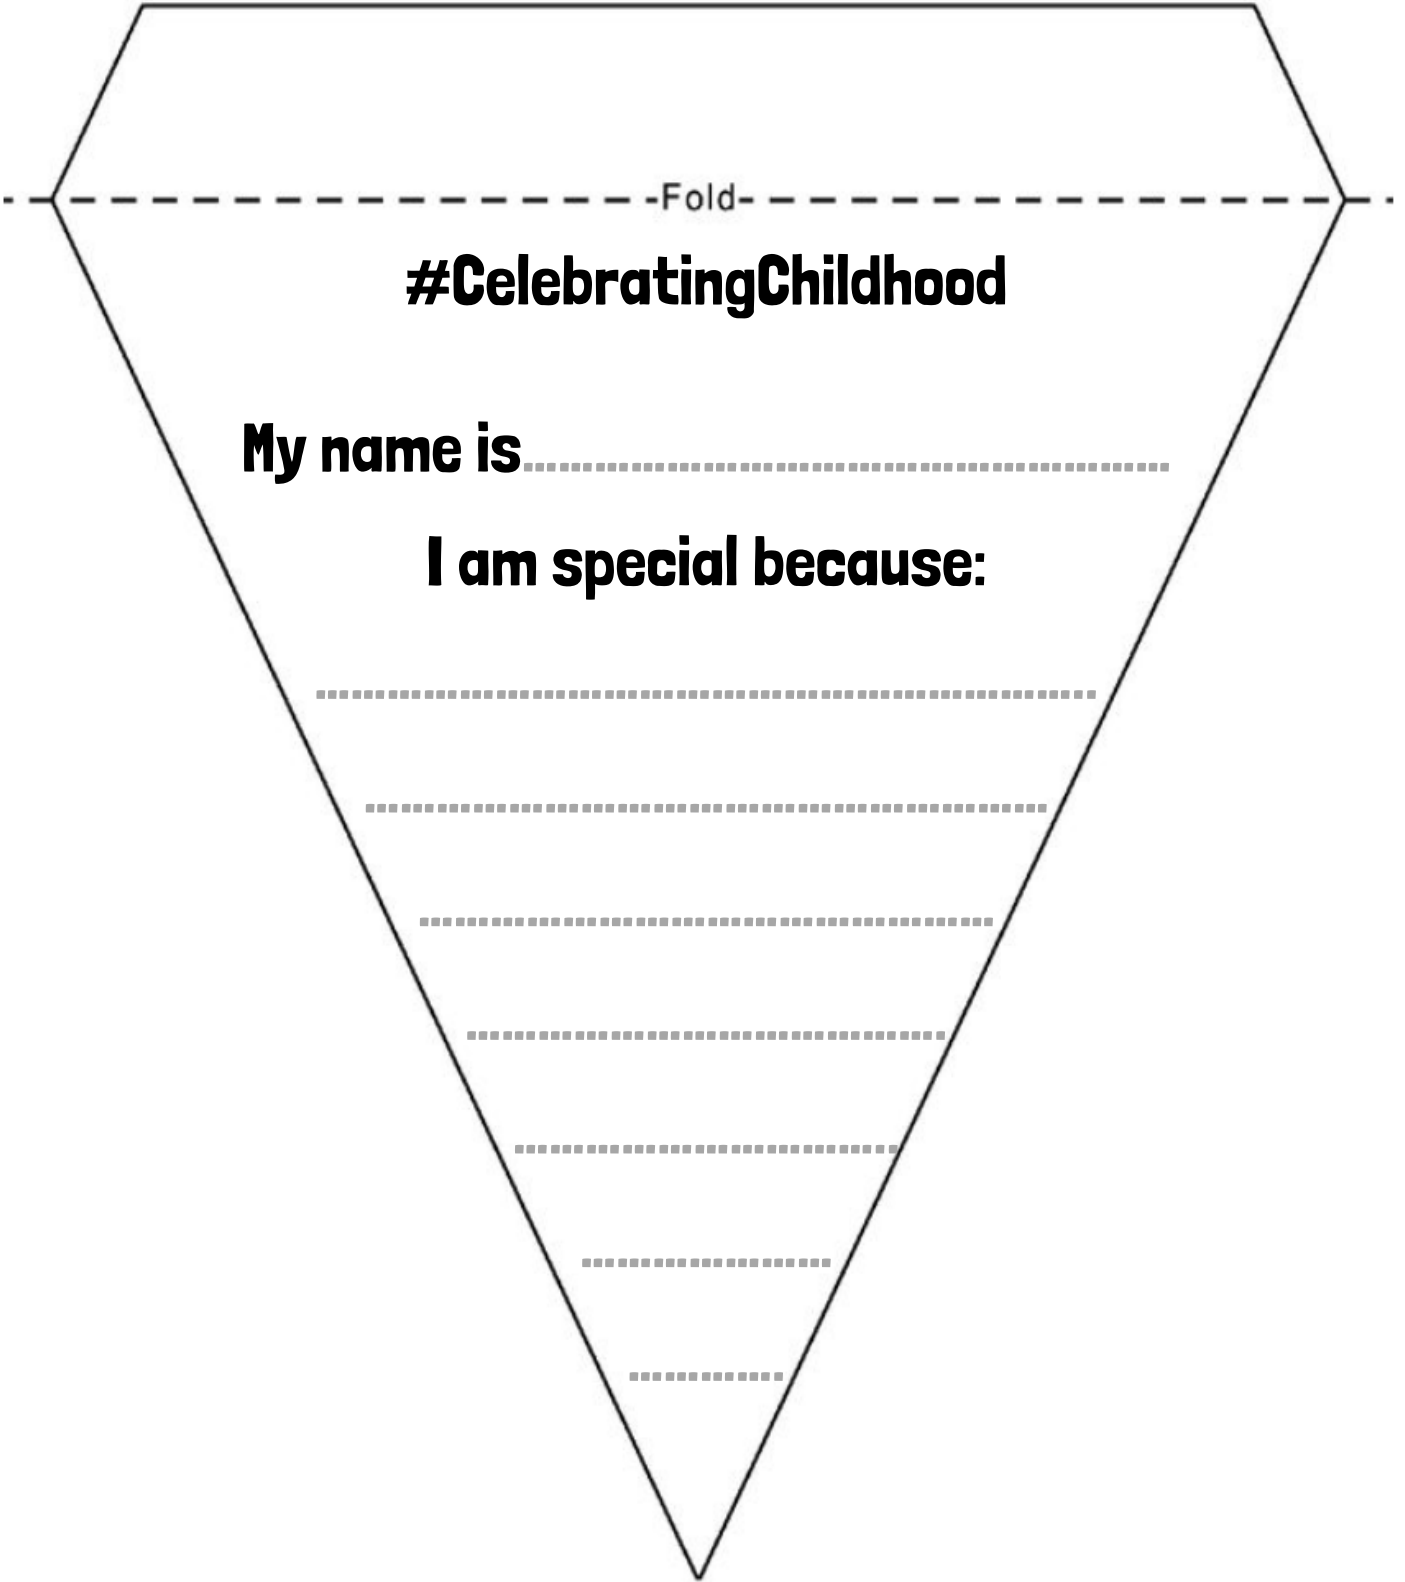 -Fold-
#CelebratingChildhood
My name is......................................................
I am special because:
.................................................................
.........................................................
................................................
........................................
................................
.....................
.............